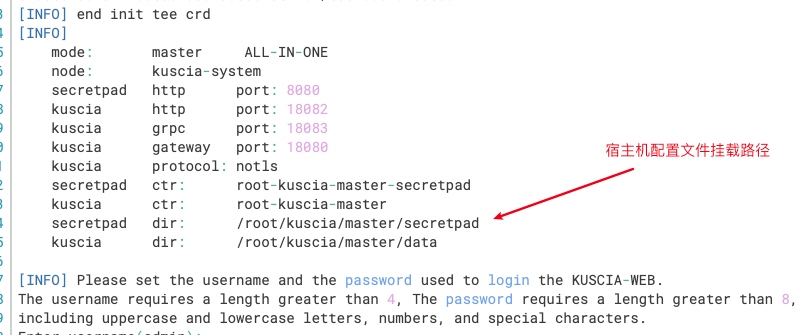 [INFO] end init tee crd
[INFO]
mode: master ALL-IN-ONE
node: kuscia-system
secretpad http port: 8080
kuscia http port: 18082
kuscia grpc port: 18083
kuscia gateway port: 18080
kuscia protocol: notls
secretpad ctr: root-kuscia-master-secretpad
kuscia ctr: root-kuscia-master
secretpad dir: /root/kuscia/master/secretpad
kuscia dir: /root/kuscia/master/data
宿主机配置文件挂载路径
[INFO] Please set the username and the password used to login the KUSCIA-WEB.
The username requires a length greater than 4, The password requires a length greater than 8,
including uppercase and lowercase letters, numbers, and special characters.
Enter username(admin):